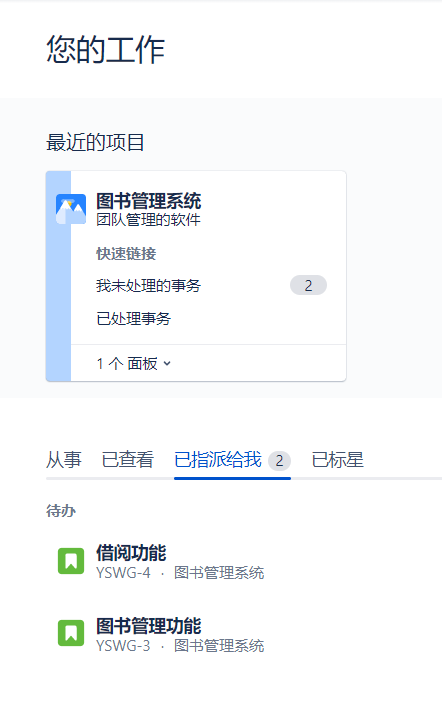 您的工作
最近的项目
图书管理系统
团队管理的软件
快速链接
我未处理的事务 2
已处理事务
1 个 面板
从事 已查看 已指派给我 2 已标星
待办
借阅功能
YSWG-4 · 图书管理系统
图书管理功能
YSWG-3 · 图书管理系统